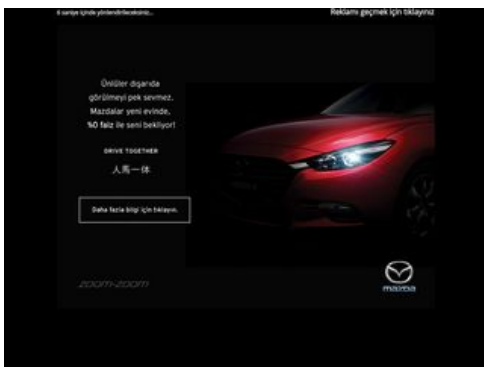 6 saniye içinde yönlendirileceksiniz...
Reklamı geçmek için tıklayınız
Ünlüler dışarıda
görülmeyi pek sevmez.
Mazdalar yeni evinde,
%0 faiz ile seni bekliyor!
DRIVE TOGETHER
人馬一体
Daha fazla bilgi için tıklayın.
zoom-zoom
mazda